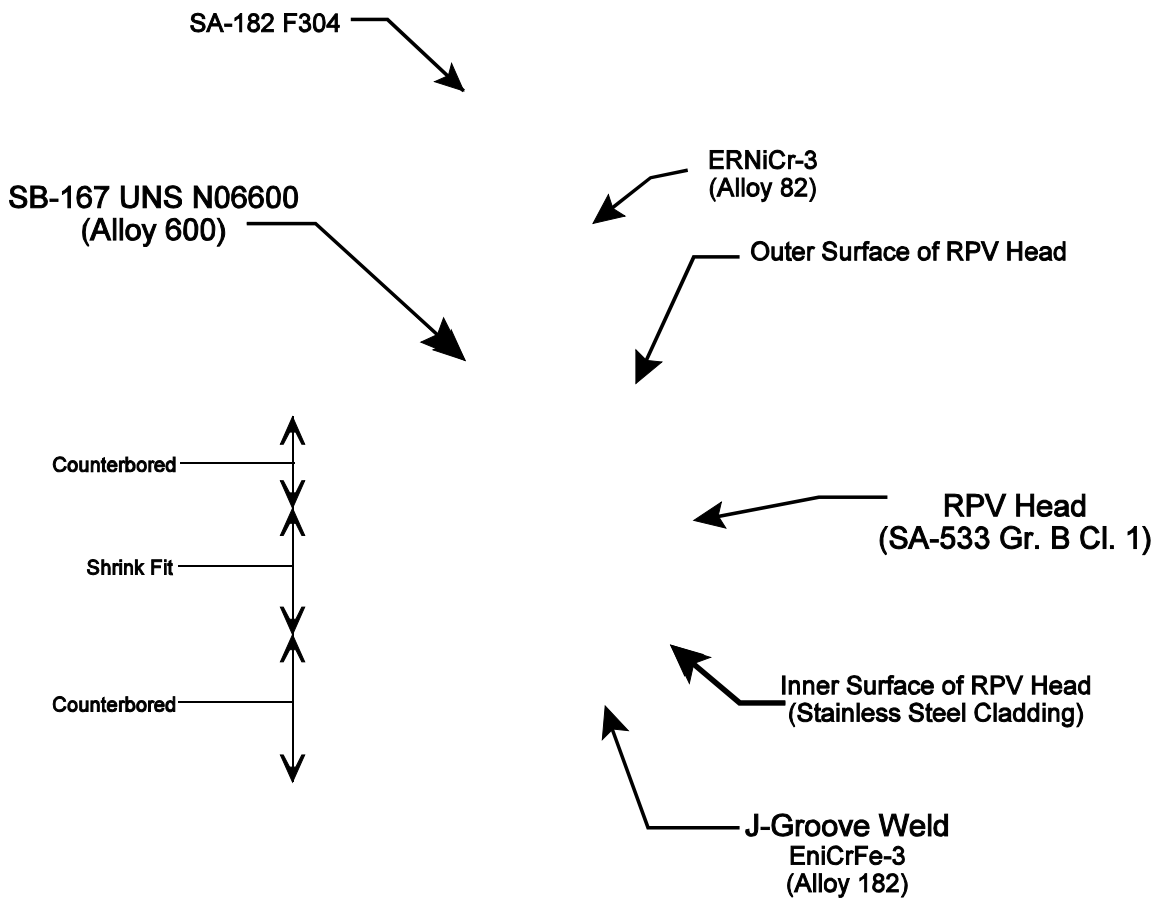 SA-182 F304
ERNiCr-3
(Alloy 82)
SB-167 UNS N06600
(Alloy 600)
Outer Surface of RPV Head
Counterbored
RPV Head
(SA-533 Gr. B Cl. 1)
Shrink Fit
Inner Surface of RPV Head
(Stainless Steel Cladding)
Counterbored
J-Groove Weld
EniCrFe-3
(Alloy 182)